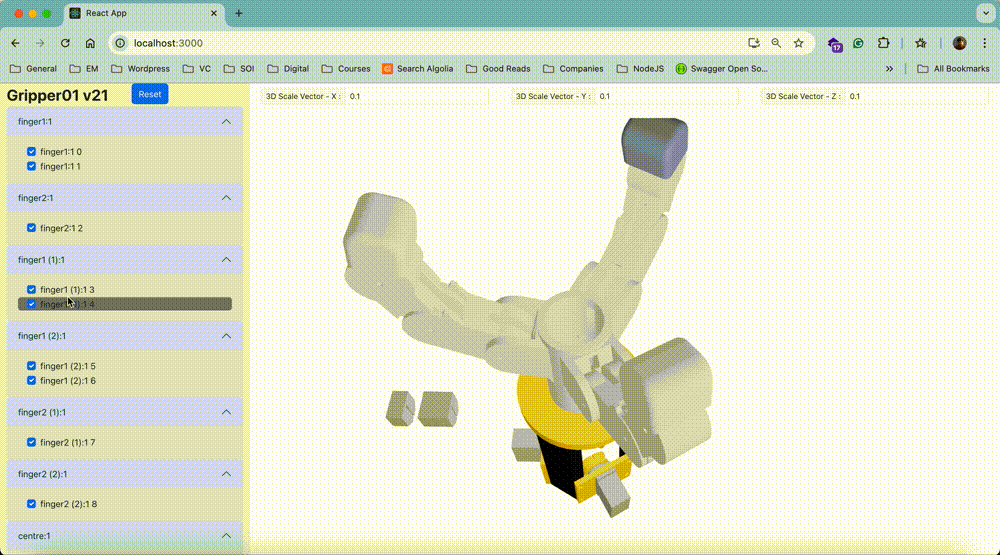 React App
localhost:3000
17
General EM Wordpress VC SOI Digital Courses Search Algolia Good Reads Companies NodeJS Swagger Open So... » All Bookmarks
Gripper01 v21 Reset
3D Scale Vector - X : 0.1 3D Scale Vector - Y : 0.1 3D Scale Vector - Z : 0.1
finger1:1
finger1:1 0
finger1:1 1
finger2:1
finger2:1 2
finger1 (1):1
finger1 (1):1 3
finger1 (1):1 4
finger1 (2):1
finger1 (2):1 5
finger1 (2):1 6
finger2 (1):1
finger2 (1):1 7
finger2 (2):1
finger2 (2):1 8
centre:1